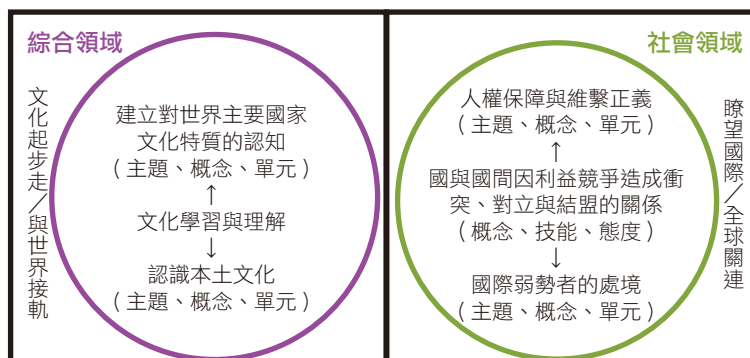 綜合領域
文化起步走／與世界接軌
建立對世界主要國家
文化特質的認知
(主題、概念、單元)
↑
文化學習與理解
↓
認識本土文化
(主題、概念、單元)
社會領域
人權保障與維繫正義
(主題、概念、單元)
↑
國與國間因利益競爭造成衝
突、對立與結盟的關係
(概念、技能、態度)
↓
國際弱勢者的處境
(主題、概念、單元)
瞭望國際／全球關連